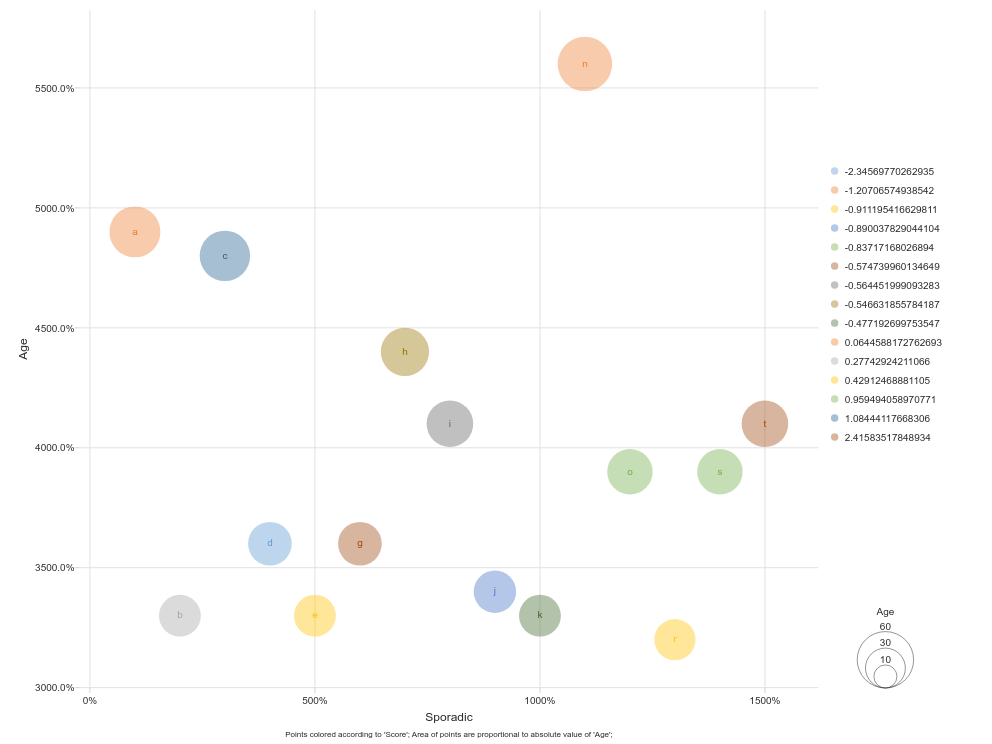 5500.0%
5000.0%
4500.0%
4000.0%
3500.0%
3000.0%
Age
n
a
c
h
i
t
o
s
d
g
j
b
e
k
r
0%
500%
1000%
1500%
Sporadic
Points colored according to 'Score'; Area of points are proportional to absolute value of 'Age';
-2.34569770262935
-1.20706574938542
-0.911195416629811
-0.890037829044104
-0.83717168026894
-0.574739960134649
-0.564451999093283
-0.546631855784187
-0.477192699753547
0.0644588172762693
0.27742924211066
0.42912468881105
0.959494058970771
1.08444117668306
2.41583517848934
Age
60
30
10